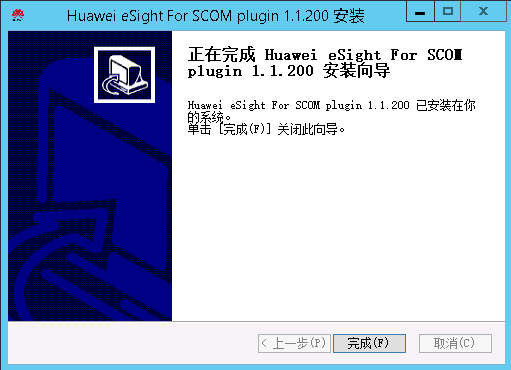 Huawei eSight For SCOM plugin 1.1.200 安装
正在完成 Huawei eSight For SCOM
plugin 1.1.200 安装向导
Huawei eSight For SCOM plugin 1.1.200 已安装在你
的系统。
单击 [完成(F)] 关闭此向导。
< 上一步(P) 完成(F) 取消(C)